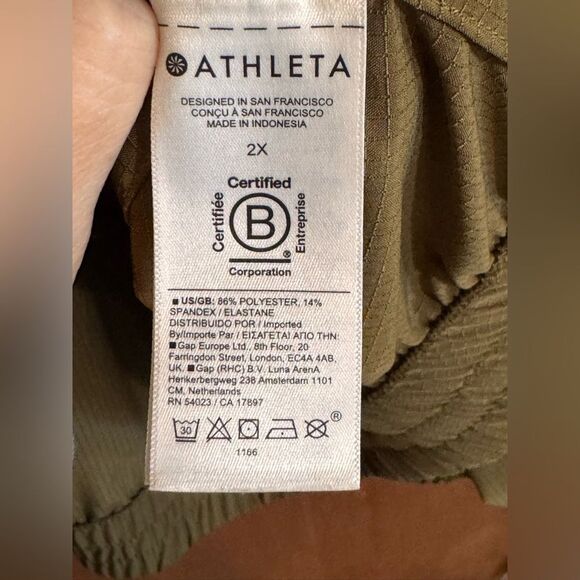 ATHLETA
DESIGNED IN SAN FRANCISCO
CONÇU À SAN FRANCISCO
MADE IN INDONESIA
2X
Certified
Certifiée
B
Entreprise
®
Corporation
US/GB: 86% POLYESTER, 14%
SPANDEX / ELASTANE
DISTRIBUIDO POR / Imported
By/Importe Par / ΕΙΣΑΓΕΤΑΙ ΑΠΟ ΤΗΝ:
Gap Europe Ltd., 8th Floor, 20
Farringdon Street, London, EC4A 4AB,
UK. Gap (RHC) B.V. Luna ArenA
Herikerbergweg 238 Amsterdam 1101
CM, Netherlands
RN 54023 / CA 17897
30
®
1166